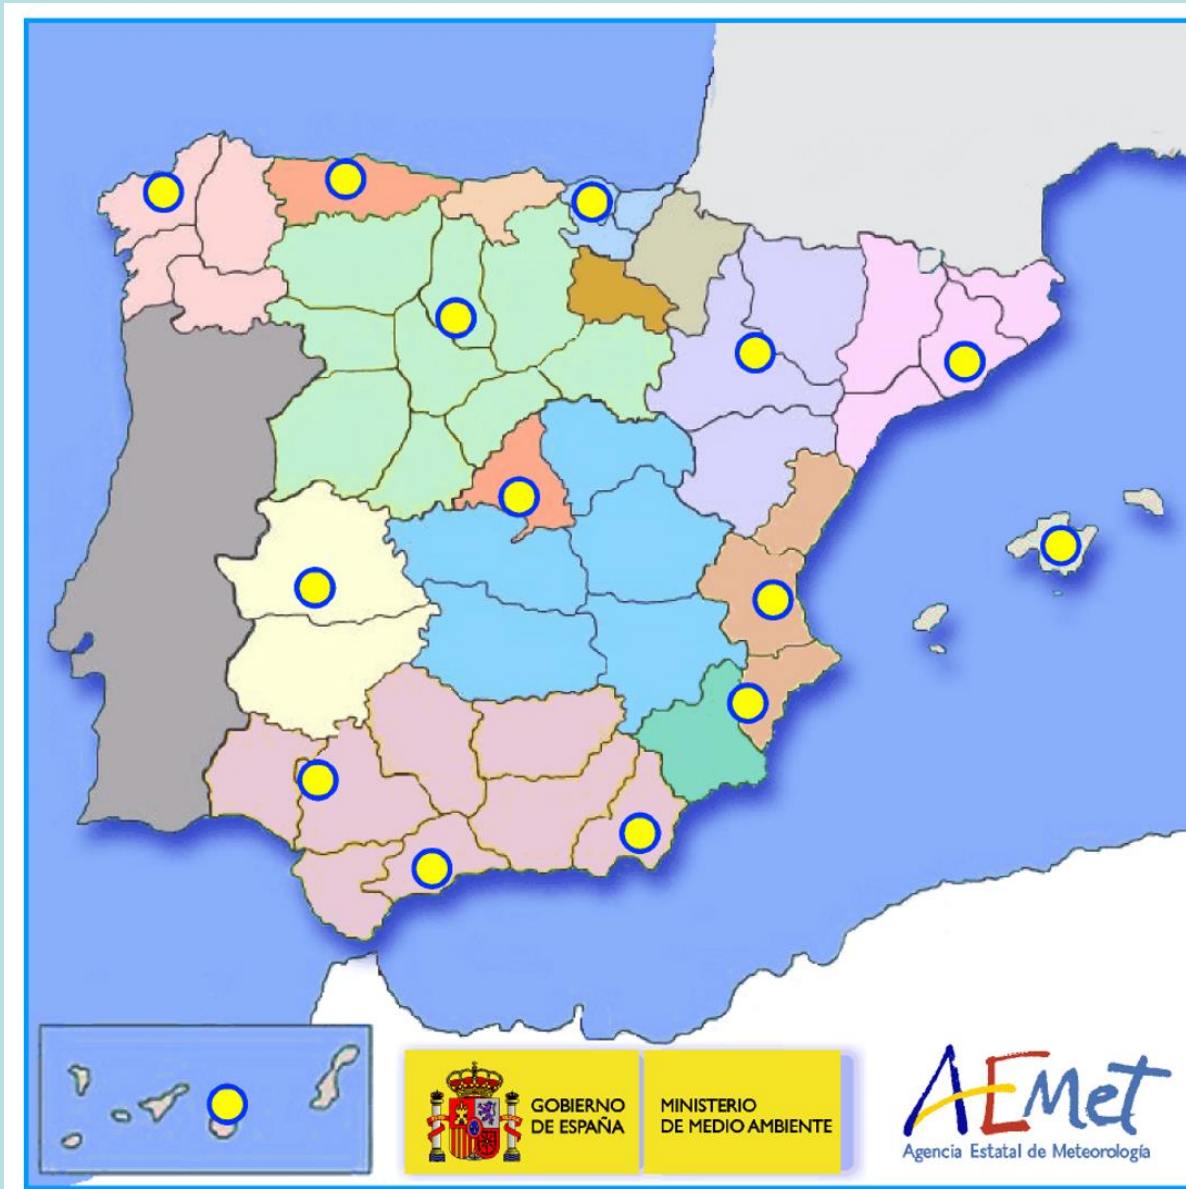 GOBIERNO
DE ESPAÑA
MINISTERIO
DE MEDIO AMBIENTE
AEMet
Agencia Estatal de Meteorología